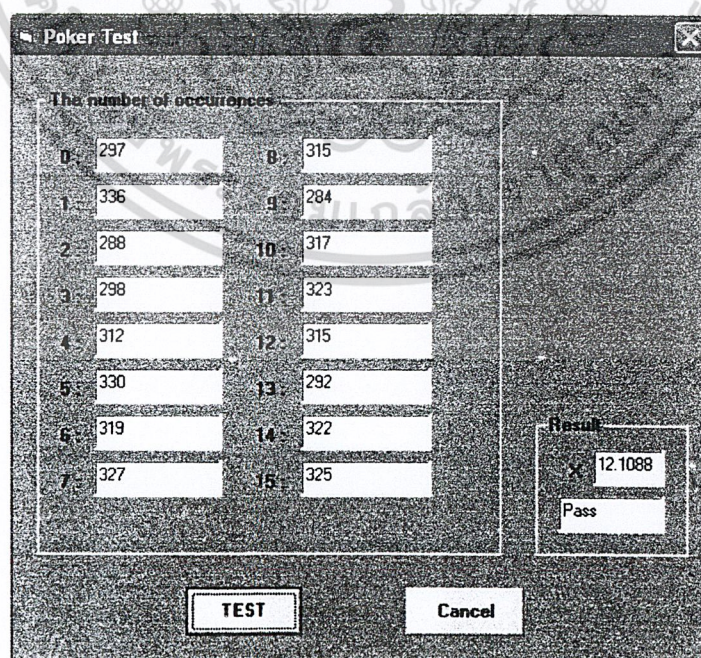 Poker Test
The number of occurrences
0 : 297 8 : 315
1 : 336 9 : 284
2 : 288 10 : 317
3 : 298 11 : 323
4 : 312 12 : 315
5 : 330 13 : 292
6 : 319 14 : 322
7 : 327 15 : 325
Result
X 12.1088
Pass
TEST Cancel